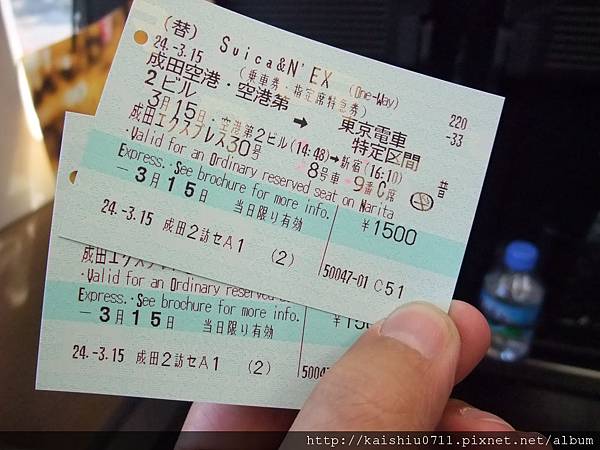 (替)
24.-3.15
Suica&N'EX (One-Way)
(乗車券・指定席特急券)
成田空港・空港第2ビル → 東京電車特定区間
220
-33
3月15日・空港第2ビル(14:48)→新宿(16:10)
成田エクスプレス30号 8号車 9番C席
・Valid for an Ordinary reserved seat on Narita
Express.・See brochure for more info.
¥1500
-3月15日 当日限り有効
24.-3.15 成田2訪セA1 (2) 50047-01 C51
成田エクスプレス
・Valid for an Ordinary reserved
Express.・See brochure for more info.
-3月15日 当日限り有効
24.-3.15 成田2訪セA1 (2) 50047
http://kaishiu0711.pixnet.net/album